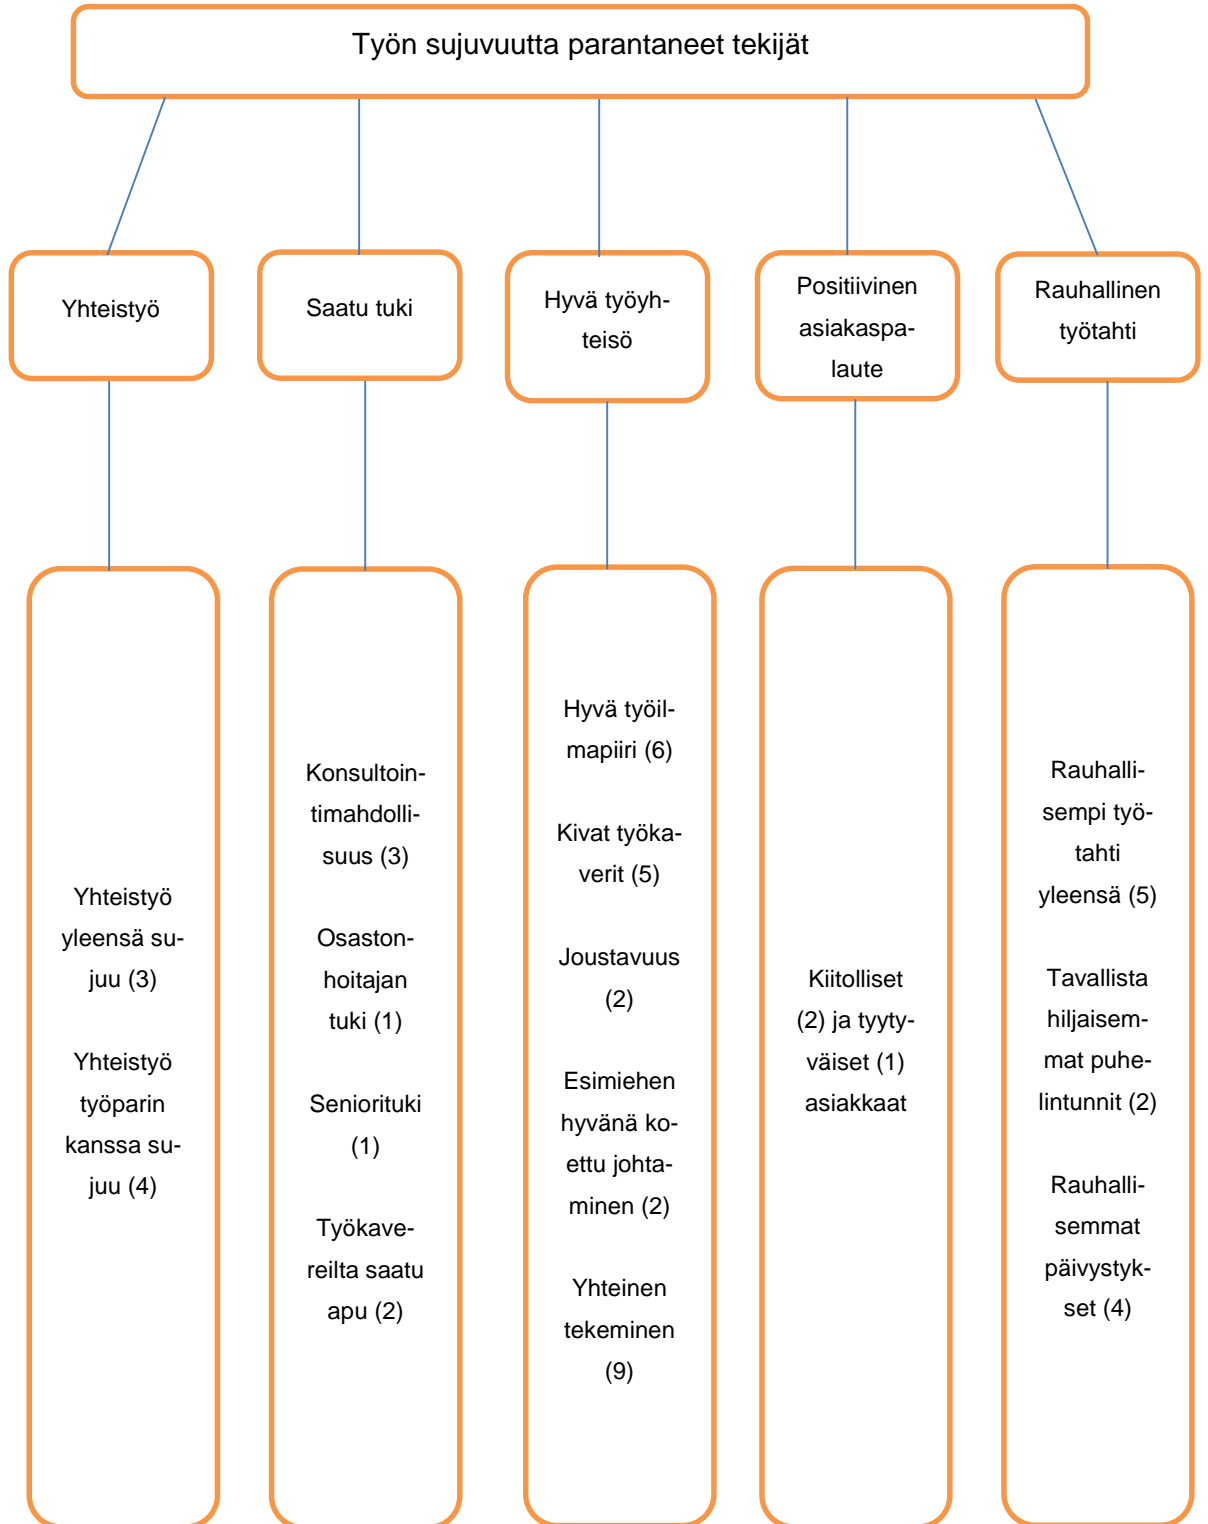 Työn sujuvuutta parantaneet tekijät
Yhteistyö
Saatu tuki
Hyvä työyh-
teisö
Positiivinen
asiakaspa-
laute
Rauhallinen
työtahti
Yhteistyö
yleensä su-
juu (3)
Yhteistyö
työparin
kanssa su-
juu (4)
Konsultoin-
timahdolli-
suus (3)
Osaston-
hoitajan
tuki (1)
Seniorituki
(1)
Työkave-
reilta saatu
apu (2)
Hyvä työil-
mapiiri (6)
Kivat työka-
verit (5)
Joustavuus
(2)
Esimiehen
hyvänä ko-
ettu johta-
minen (2)
Yhteinen
tekeminen
(9)
Kiitolliset
(2) ja tyyty-
väiset (1)
asiakkaat
Rauhalli-
sempi työ-
tahti
yleensä (5)
Tavallista
hiljaisem-
mat puhe-
lintunnit (2)
Rauhalli-
semmat
päivystyk-
set (4)